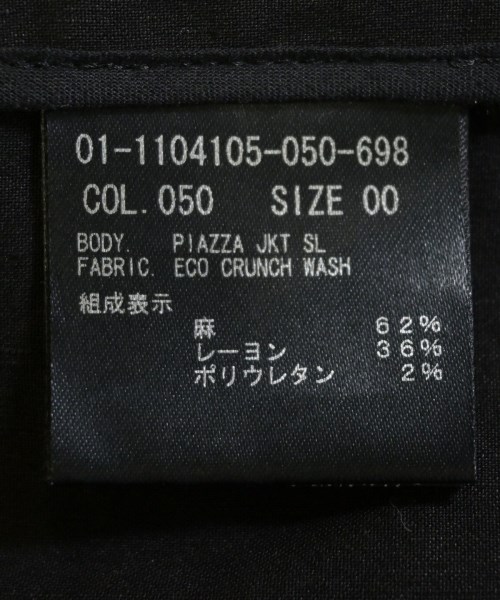 01-1104105-050-698
COL.050 SIZE 00
BODY. PIAZZA JKT SL
FABRIC. ECO CRUNCH WASH
組成表示
麻 62%
レーヨン 36%
ポリウレタン 2%